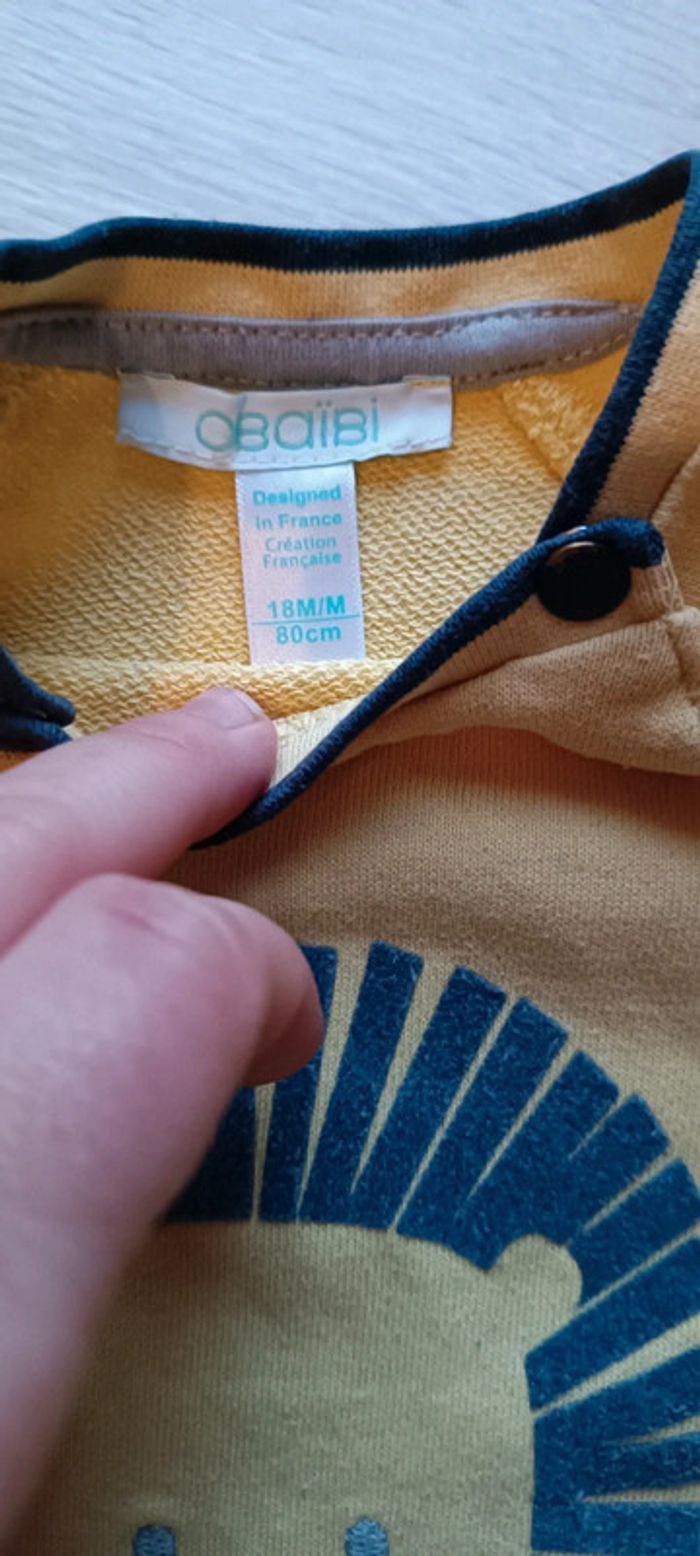 obaïbi
Designed
in France
Création
Française
18M/M
80cm